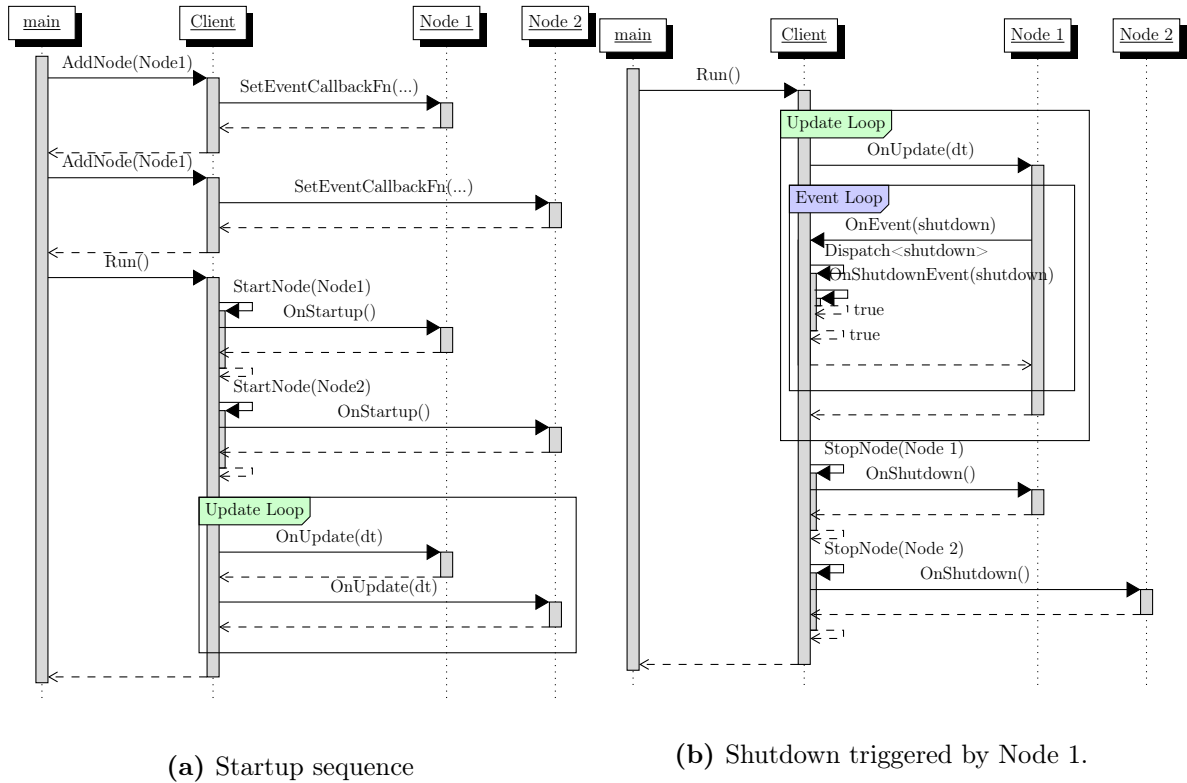 main
Client
Node 1
Node 2
AddNode(Node1)
SetEventCallbackFn(...)
AddNode(Node1)
SetEventCallbackFn(...)
Run()
StartNode(Node1)
OnStartup()
StartNode(Node2)
OnStartup()
Update Loop
OnUpdate(dt)
OnUpdate(dt)
(a) Startup sequence
main
Client
Node 1
Node 2
Run()
Update Loop
OnUpdate(dt)
Event Loop
OnEvent(shutdown)
Dispatch<shutdown>
OnShutdownEvent(shutdown)
true
true
StopNode(Node 1)
OnShutdown()
StopNode(Node 2)
OnShutdown()
(b) Shutdown triggered by Node 1.